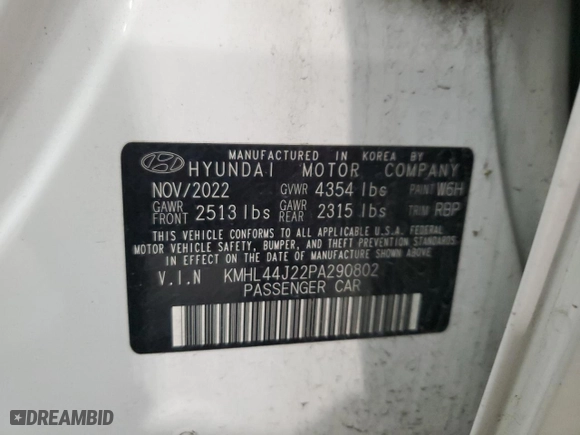 MANUFACTURED IN KOREA BY
HYUNDAI MOTOR COMPANY
NOV/2022 GVWR 4354 lbs PAINT W6H
GAWR FRONT 2513 lbs GAWR REAR 2315 lbs TRIM RBP
THIS VEHICLE CONFORMS TO ALL APPLICABLE U.S.A. FEDERAL
MOTOR VEHICLE SAFETY, BUMPER, AND THEFT PREVENTION STANDARDS
IN EFFECT ON THE DATE OF MANUFACTURE SHOWN ABOVE.
V.I.N KMHL44J22PA290802
PASSENGER CAR
DREAMBID